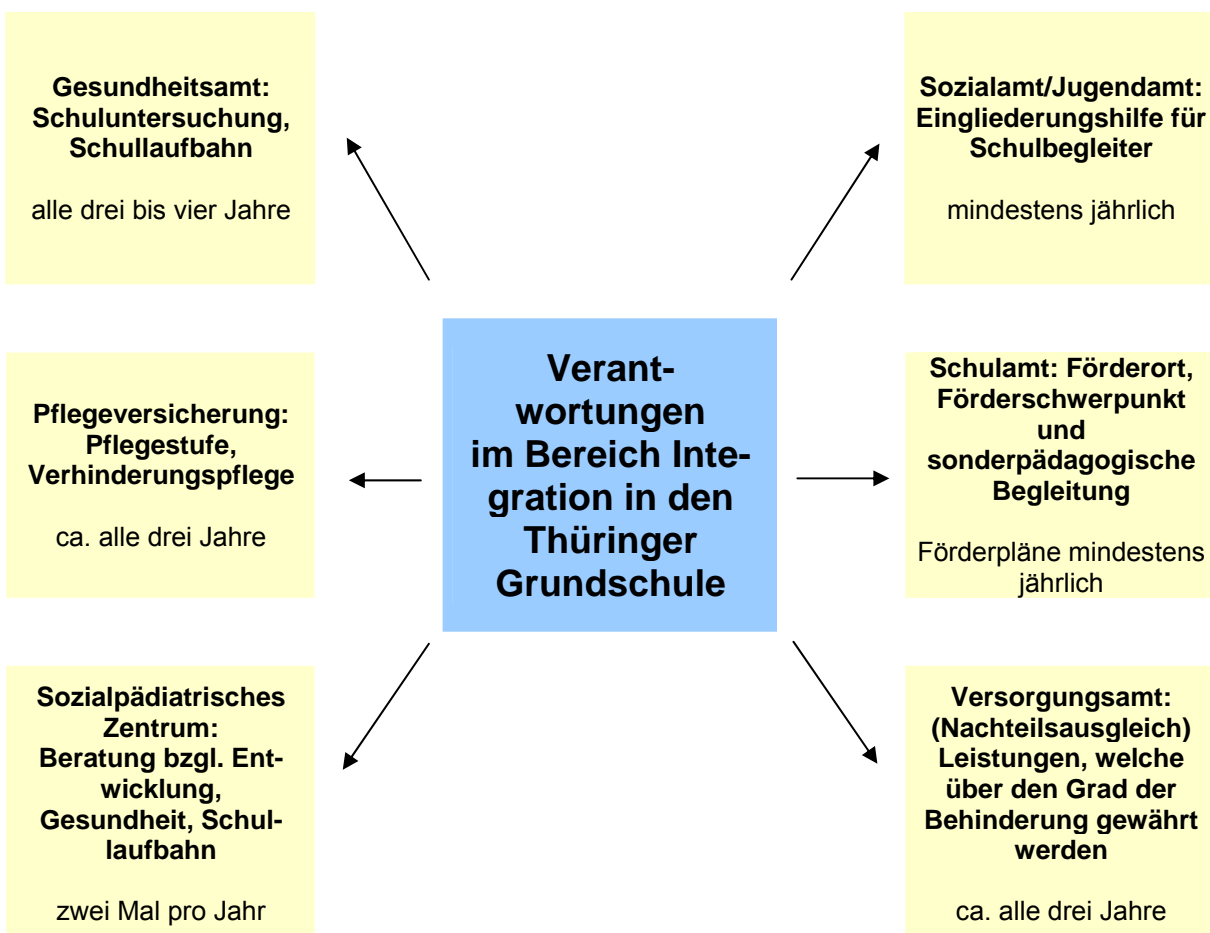 Gesundheitsamt:
Schuluntersuchung,
Schullaufbahn
alle drei bis vier Jahre
Sozialamt/Jugendamt:
Eingliederungshilfe für
Schulbegleiter
mindestens jährlich
Verant-
wortungen
im Bereich Inte-
gration in den
Thüringer
Grundschule
Pflegeversicherung:
Pflegestufe,
Verhinderungspflege
ca. alle drei Jahre
Schulamt: Förderort,
Förderschwerpunkt
und
sonderpädagogische
Begleitung
Förderpläne mindestens
jährlich
Sozialpädiatrisches
Zentrum:
Beratung bzgl. Ent-
wicklung,
Gesundheit, Schul-
laufbahn
zwei Mal pro Jahr
Versorgungsamt:
(Nachteilsausgleich)
Leistungen, welche
über den Grad der
Behinderung gewährt
werden
ca. alle drei Jahre